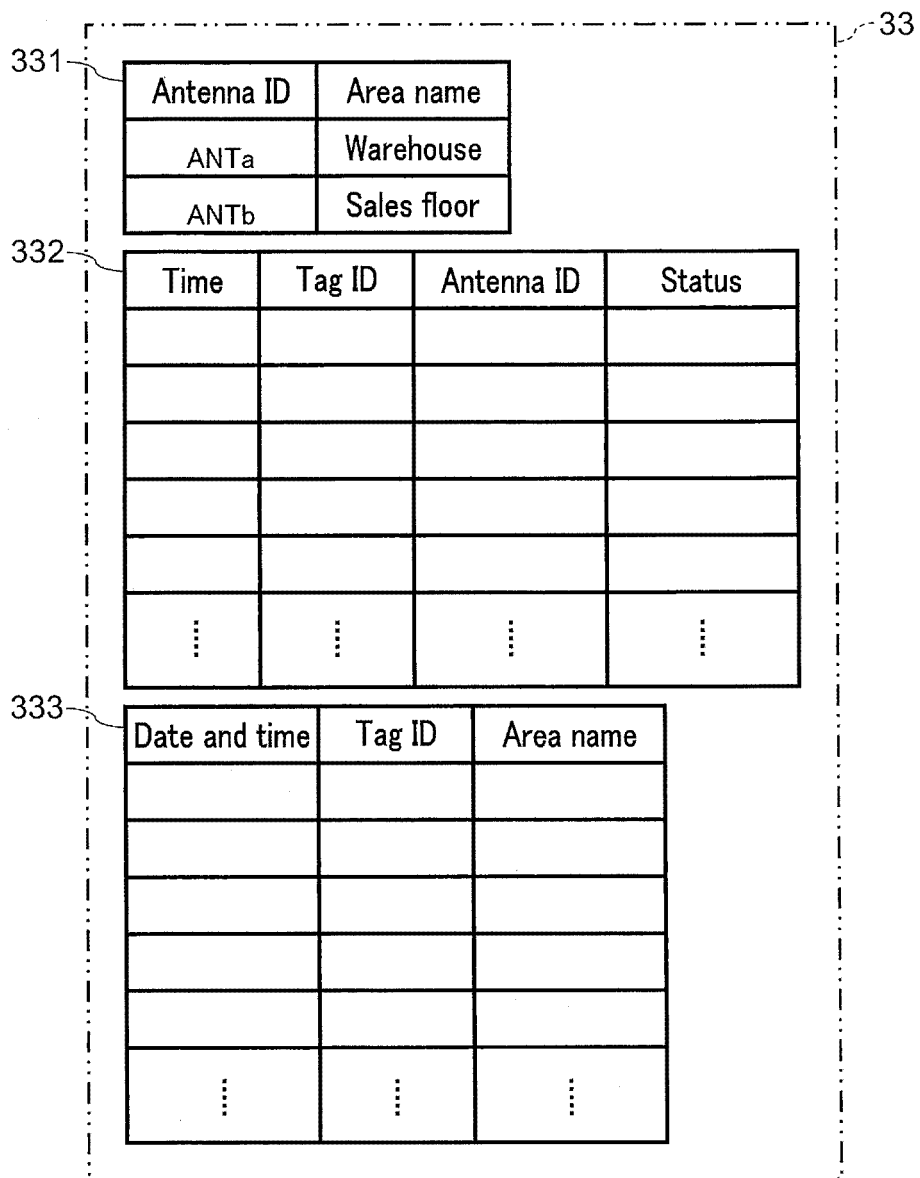 33
331
Antenna ID Area name
ANTa Warehouse
ANTb Sales floor
332
Time Tag ID Antenna ID Status
333
Date and time Tag ID Area name